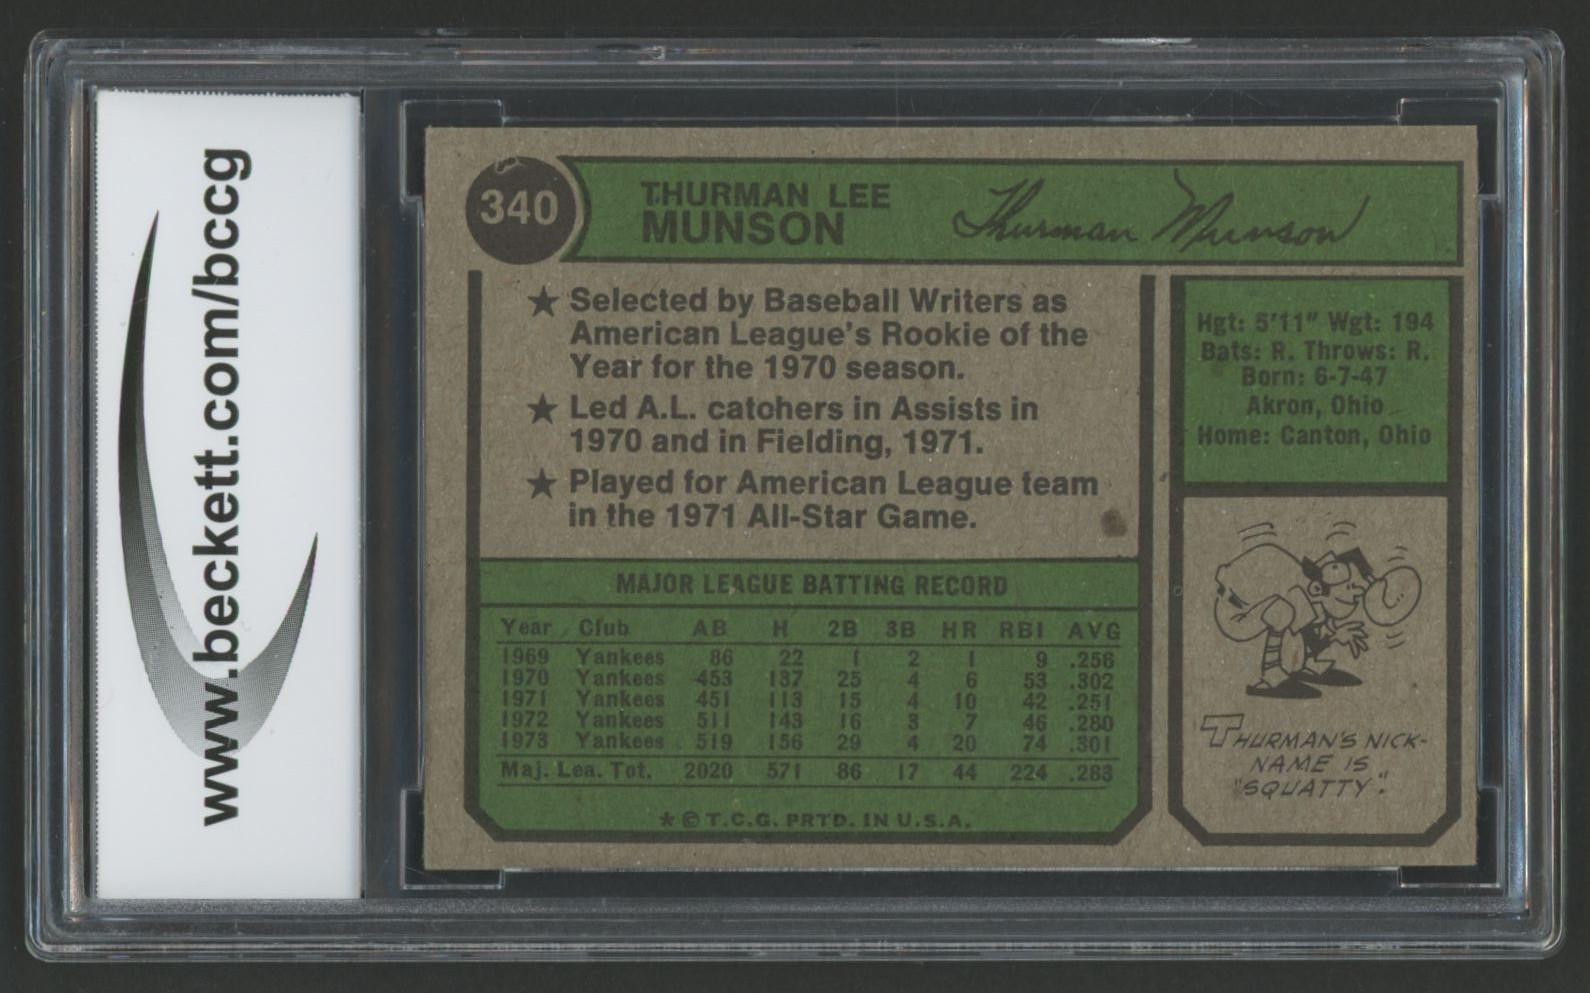 www.beckett.com/bccg
340
THURMAN LEE
MUNSON
Thurman Munson
★ Selected by Baseball Writers as
American League's Rookie of the
Year for the 1970 season.
★ Led A.L. catchers in Assists in
1970 and in Fielding, 1971.
★ Played for American League team
in the 1971 All-Star Game.
Hgt: 5'11" Wgt: 194
Bats: R. Throws: R.
Born: 6-7-47
Akron, Ohio
Home: Canton, Ohio
MAJOR LEAGUE BATTING RECORD
Year Club AB H 2B 3B HR RBI AVG
1969 Yankees 86 22 1 2 1 9 .256
1970 Yankees 453 137 25 4 6 53 .302
1971 Yankees 451 113 15 4 10 42 .251
1972 Yankees 511 143 16 3 7 46 .280
1973 Yankees 519 156 29 4 20 74 .301
Maj. Lea. Tot. 2020 571 86 17 44 224 .283
* © T.C.G. PRTD. IN U.S.A.
THURMAN'S NICK-
NAME IS
"SQUATTY".